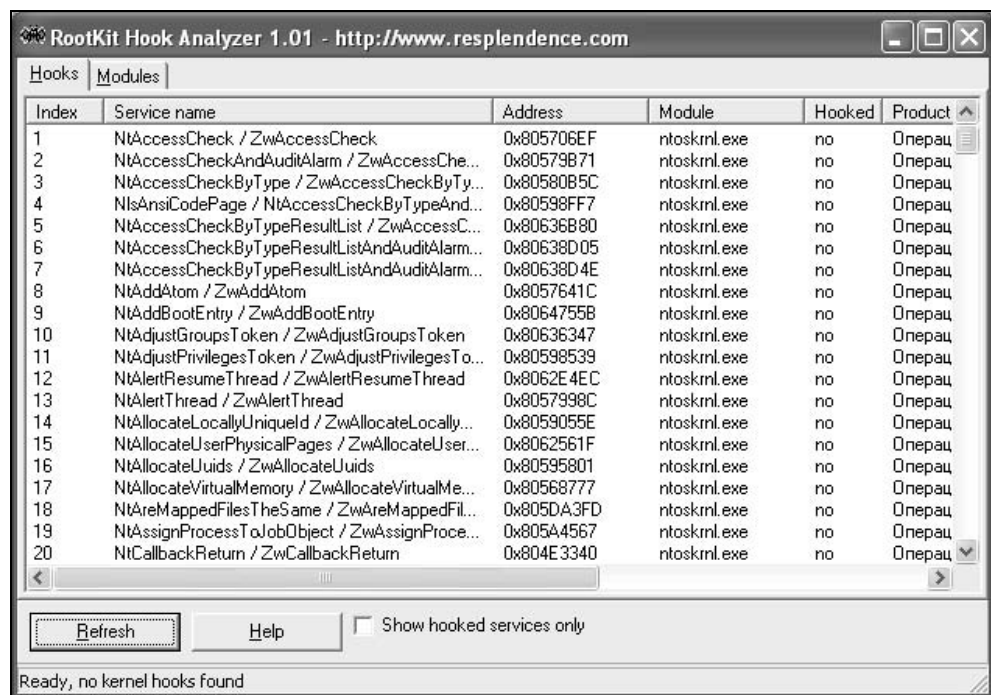 RootKit Hook Analyzer 1.01 - http://www.resplendence.com
Hooks Modules
Index Service name Address Module Hooked Product
1 NtAccessCheck / ZwAccessCheck 0x805706EF ntoskrnl.exe no Операц
2 NtAccessCheckAndAuditAlarm / ZwAccessChe... 0x80579B71 ntoskrnl.exe no Операц
3 NtAccessCheckByType / ZwAccessCheckByTy... 0x80580B5C ntoskrnl.exe no Операц
4 NlsAnsiCodePage / NtAccessCheckByTypeAnd... 0x80598FF7 ntoskrnl.exe no Операц
5 NtAccessCheckByTypeResultList / ZwAccessC... 0x80636B80 ntoskrnl.exe no Операц
6 NtAccessCheckByTypeResultListAndAuditAlarm... 0x80638D05 ntoskrnl.exe no Операц
7 NtAccessCheckByTypeResultListAndAuditAlarm... 0x80638D4E ntoskrnl.exe no Операц
8 NtAddAtom / ZwAddAtom 0x8057641C ntoskrnl.exe no Операц
9 NtAddBootEntry / ZwAddBootEntry 0x8064755B ntoskrnl.exe no Операц
10 NtAdjustGroupsToken / ZwAdjustGroupsToken 0x80636347 ntoskrnl.exe no Операц
11 NtAdjustPrivilegesToken / ZwAdjustPrivilegesTo... 0x80598539 ntoskrnl.exe no Операц
12 NtAlertResumeThread / ZwAlertResumeThread 0x8062E4EC ntoskrnl.exe no Операц
13 NtAlertThread / ZwAlertThread 0x8057998C ntoskrnl.exe no Операц
14 NtAllocateLocallyUniqueId / ZwAllocateLocally... 0x8059055E ntoskrnl.exe no Операц
15 NtAllocateUserPhysicalPages / ZwAllocateUser... 0x8062561F ntoskrnl.exe no Операц
16 NtAllocateUuids / ZwAllocateUuids 0x80595801 ntoskrnl.exe no Операц
17 NtAllocateVirtualMemory / ZwAllocateVirtualMe... 0x80568777 ntoskrnl.exe no Операц
18 NtAreMappedFilesTheSame / ZwAreMappedFil... 0x805DA3FD ntoskrnl.exe no Операц
19 NtAssignProcessToJobObject / ZwAssignProce... 0x805A4567 ntoskrnl.exe no Операц
20 NtCallbackReturn / ZwCallbackReturn 0x804E3340 ntoskrnl.exe no Операц
Refresh Help Show hooked services only
Ready, no kernel hooks found